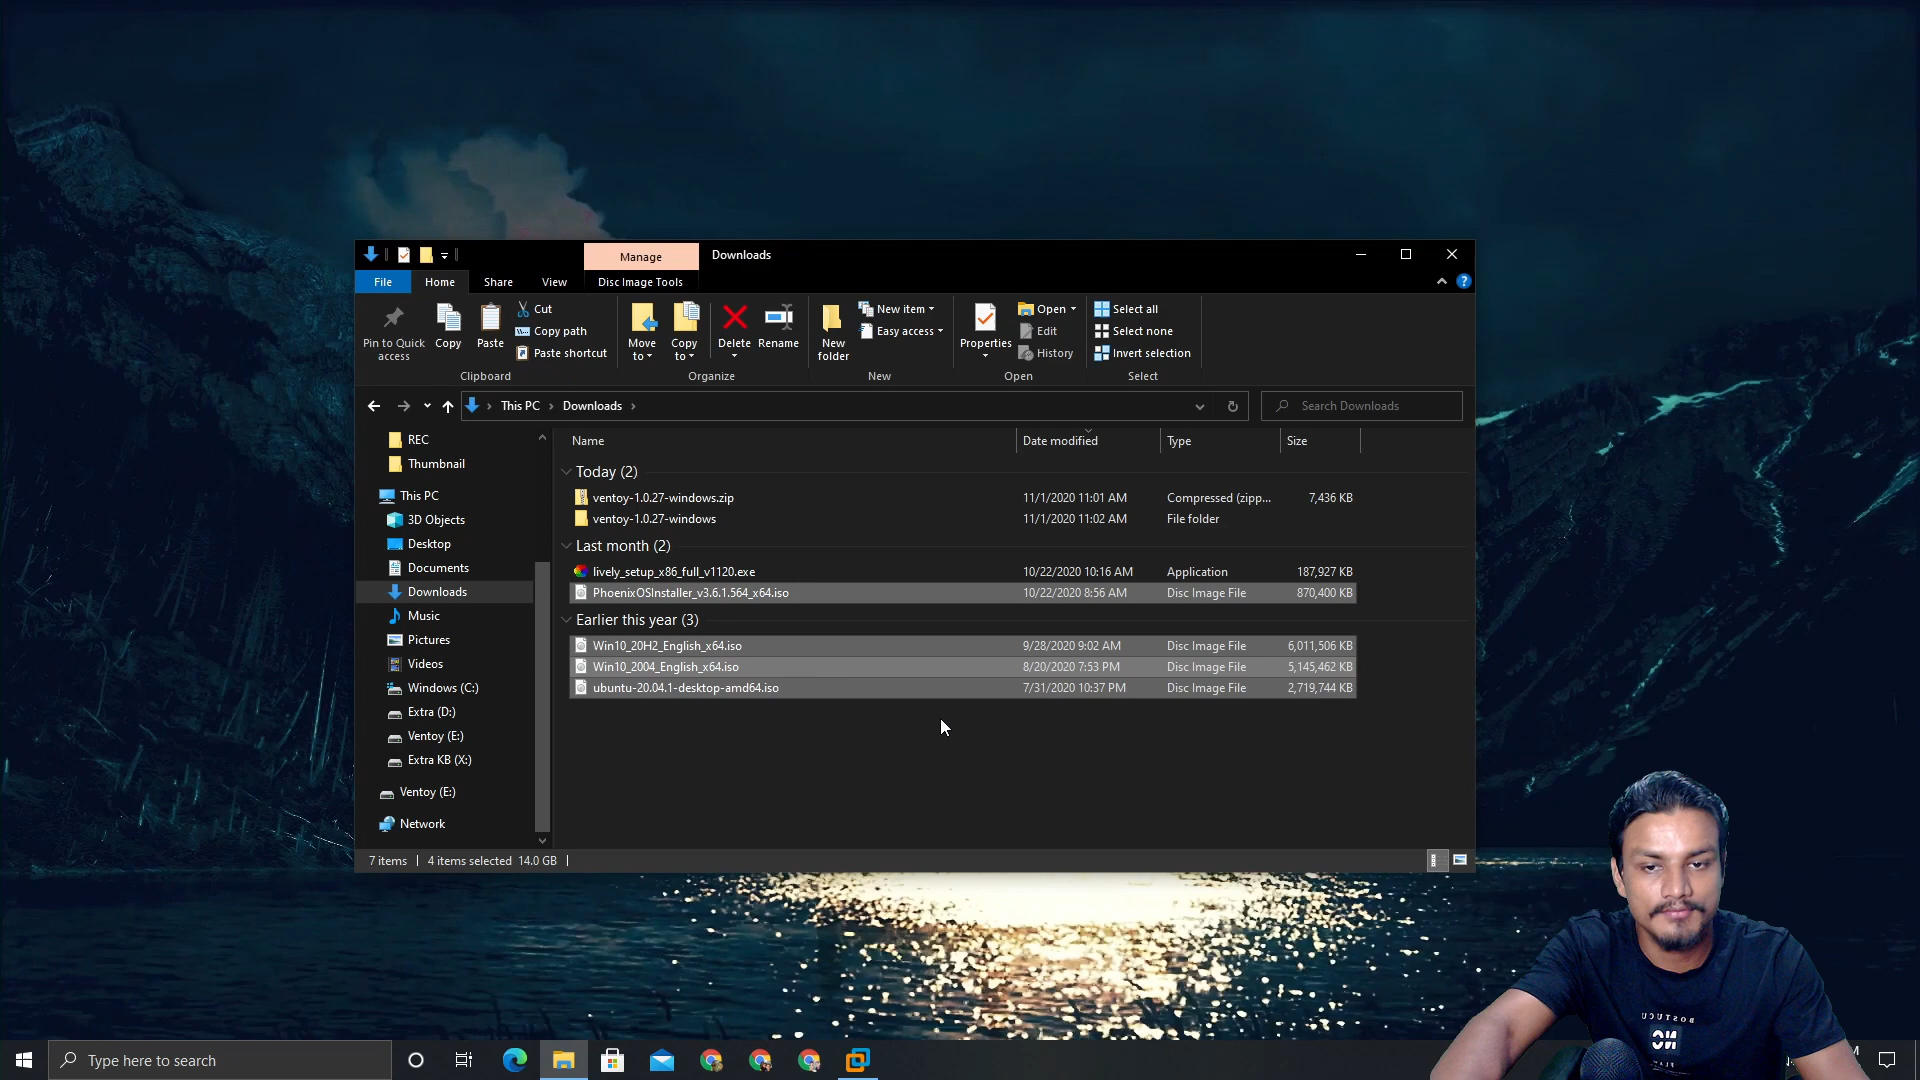 Manage
Downloads
File
Home
Share
View
Disc Image Tools
Pin to Quick access
Copy
Paste
Cut
Copy path
Paste shortcut
Clipboard
Move to
Copy to
Delete
Rename
Organize
New folder
New item
Easy access
New
Properties
Open
Edit
History
Open
Select all
Select none
Invert selection
Select
This PC
Downloads
Search Downloads
REC
Thumbnail
This PC
3D Objects
Desktop
Documents
Downloads
Music
Pictures
Videos
Windows (C:)
Extra (D:)
Ventoy (E:)
Extra KB (X:)
Ventoy (E:)
Network
Name Date modified Type Size
Today (2)
ventoy-1.0.27-windows.zip 11/1/2020 11:01 AM Compressed (zipp... 7,436 KB
ventoy-1.0.27-windows 11/1/2020 11:02 AM File folder
Last month (2)
lively_setup_x86_full_v1120.exe 10/22/2020 10:16 AM Application 187,927 KB
PhoenixOSInstaller_v3.6.1.564_x64.iso 10/22/2020 8:56 AM Disc Image File 870,400 KB
Earlier this year (3)
Win10_20H2_English_x64.iso 9/28/2020 9:02 AM Disc Image File 6,011,506 KB
Win10_2004_English_x64.iso 8/20/2020 7:53 PM Disc Image File 5,145,462 KB
ubuntu-20.04.1-desktop-amd64.iso 7/31/2020 10:37 PM Disc Image File 2,719,744 KB
7 items 4 items selected 14.0 GB
Type here to search